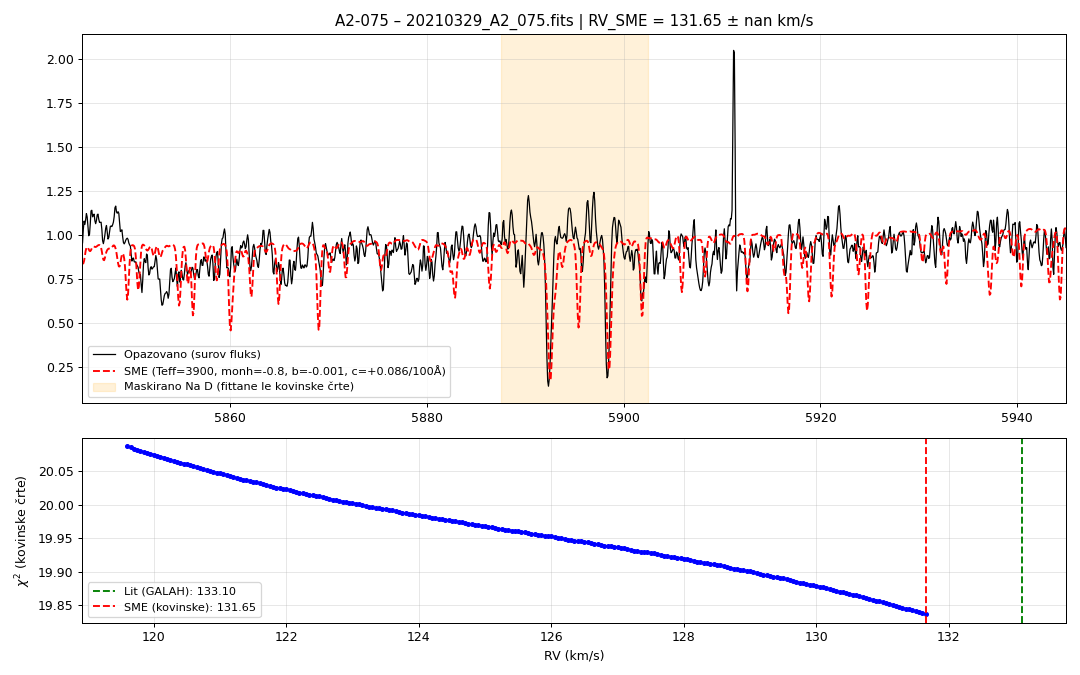 A2-075 – 20210329_A2_075.fits | RV_SME = 131.65 ± nan km/s
2.00
1.75
1.50
1.25
1.00
0.75
0.50
0.25
Opazovano (surov fluks)
SME (Teff=3900, monh=-0.8, b=-0.001, c=+0.086/100Å)
Maskirano Na D (fittane le kovinske črte)
5860 5880 5900 5920 5940
χ² (kovinske črte)
20.05
20.00
19.95
19.90
19.85
Lit (GALAH): 133.10
SME (kovinske): 131.65
120 122 124 126 128 130 132
RV (km/s)